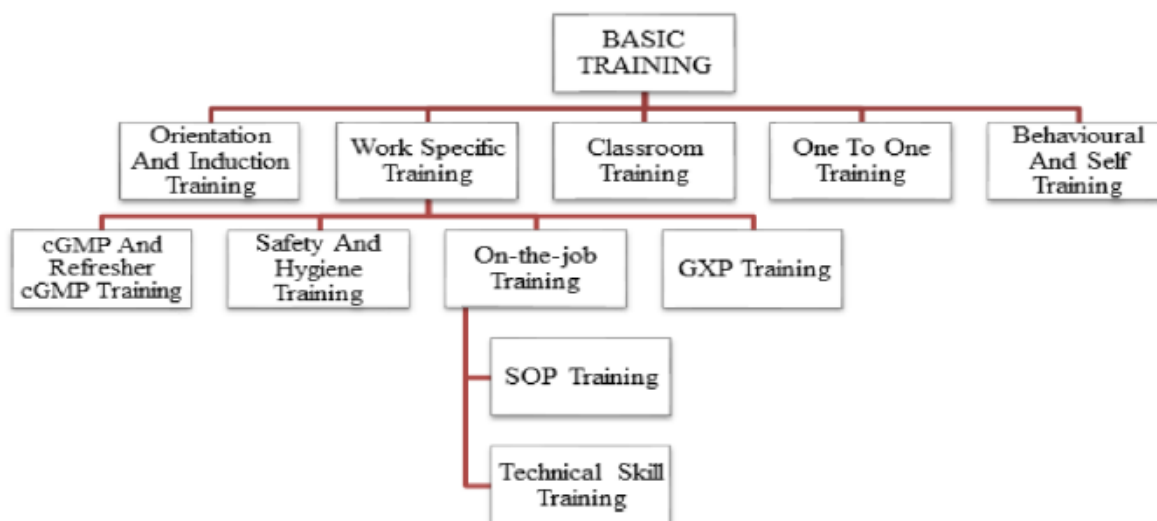 BASIC
TRAINING
Orientation
And Induction
Training
Work Specific
Training
Classroom
Training
One To One
Training
Behavioural
And Self
Training
cGMP And
Refresher
cGMP Training
Safety And
Hygiene
Training
On-the-job
Training
GXP Training
SOP Training
Technical Skill
Training